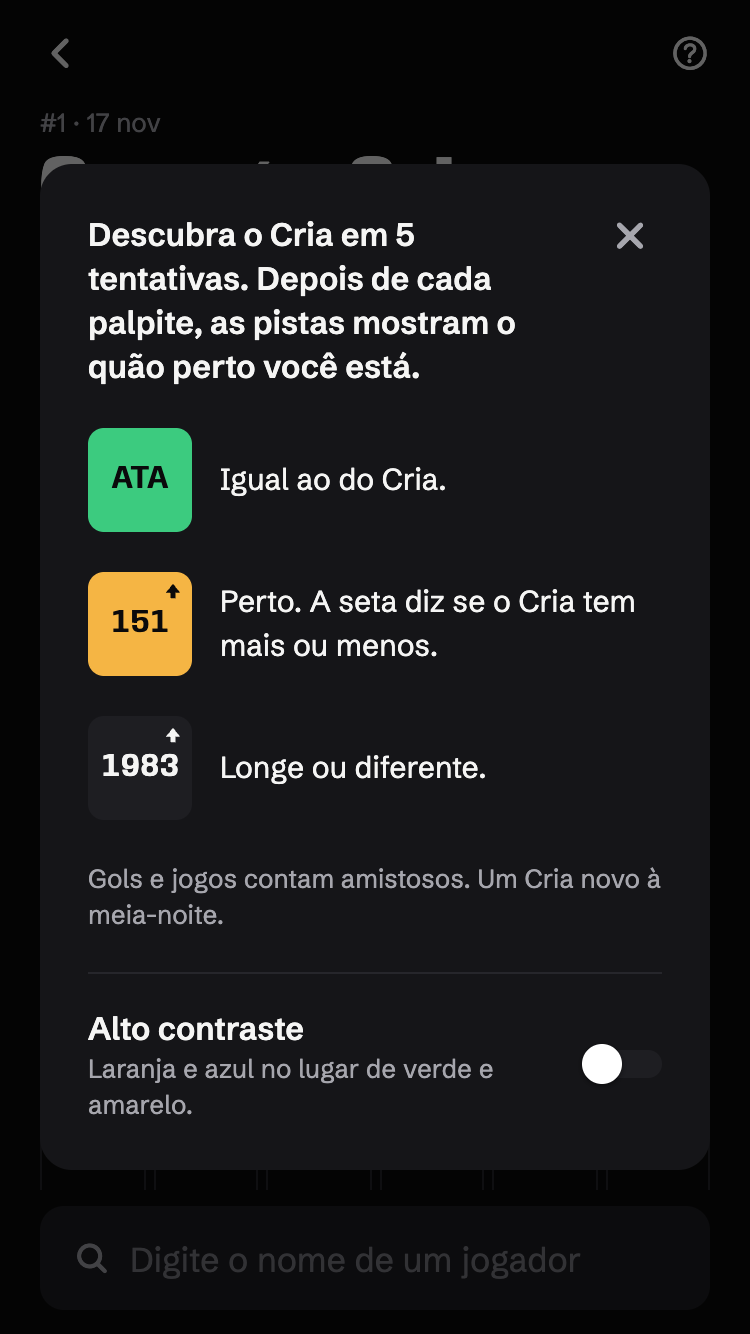 #1 · 17 nov
Descubra o Cria em 5
tentativas. Depois de cada
palpite, as pistas mostram o
quão perto você está.
ATA
Igual ao do Cria.
151
Perto. A seta diz se o Cria tem
mais ou menos.
1983
Longe ou diferente.
Gols e jogos contam amistosos. Um Cria novo à
meia-noite.
Alto contraste
Laranja e azul no lugar de verde e
amarelo.
Digite o nome de um jogador